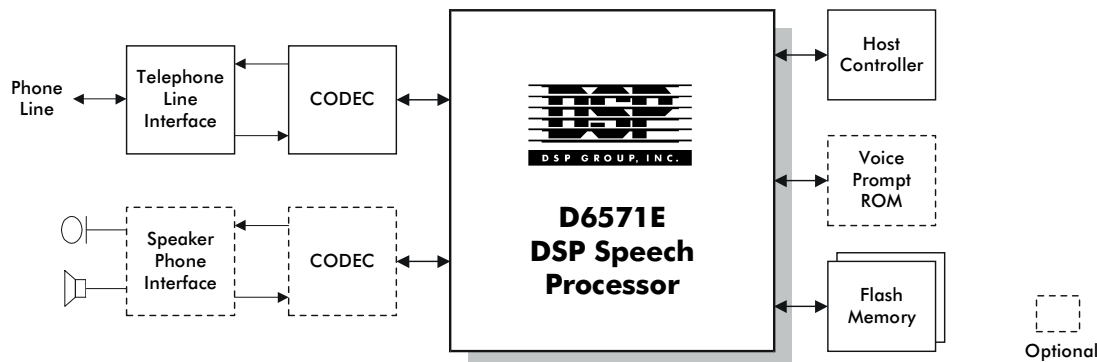 Phone
Line
Telephone
Line
Interface
CODEC
DSP
DSP GROUP, INC.
D6571E
DSP Speech
Processor
Host
Controller
Voice
Prompt
ROM
Speaker
Phone
Interface
CODEC
Flash
Memory
Optional